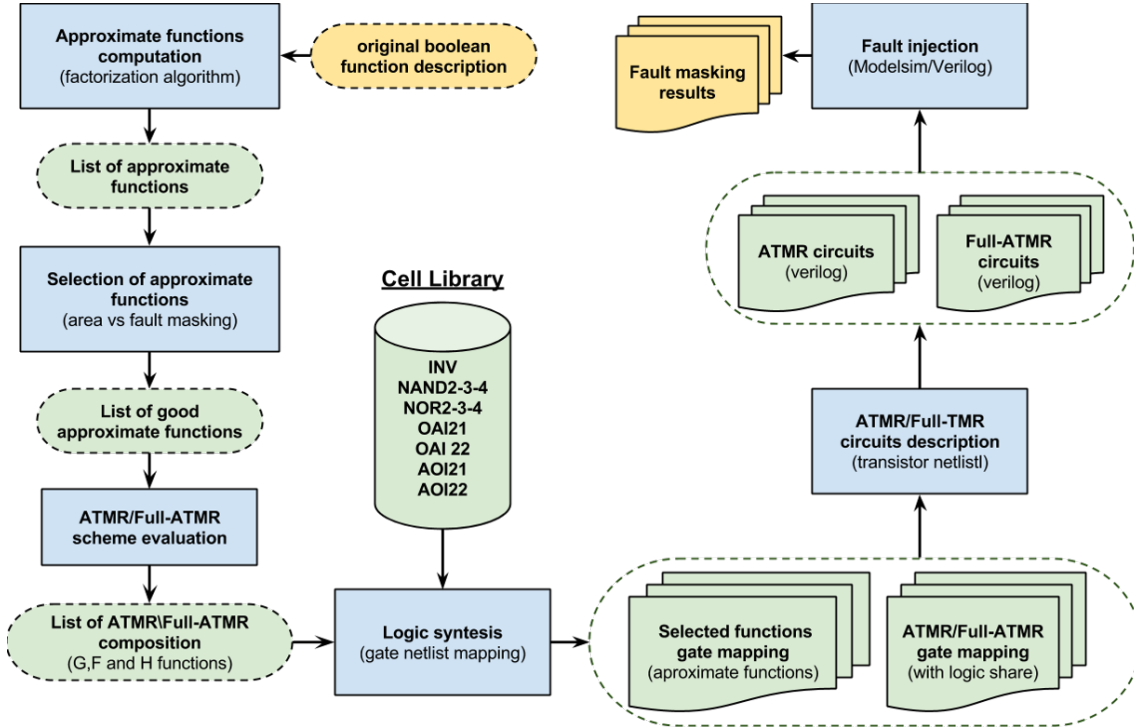 Approximate functions
computation
(factorization algorithm)
original boolean
function description
List of approximate
functions
Selection of approximate
functions
(area vs fault masking)
List of good
approximate functions
ATMR/Full-ATMR
scheme evaluation
List of ATMR\Full-ATMR
composition
(G,F and H functions)
Cell Library
INV
NAND2-3-4
NOR2-3-4
OAI21
OAI 22
AOI21
AOI22
Logic syntesis
(gate netlist mapping)
Selected functions
gate mapping
(aproximate functions)
ATMR/Full-ATMR
gate mapping
(with logic share)
ATMR/Full-TMR
circuits description
(transistor netlistl)
ATMR circuits
(verilog)
Full-ATMR
circuits
(verilog)
Fault injection
(Modelsim/Verilog)
Fault masking
results